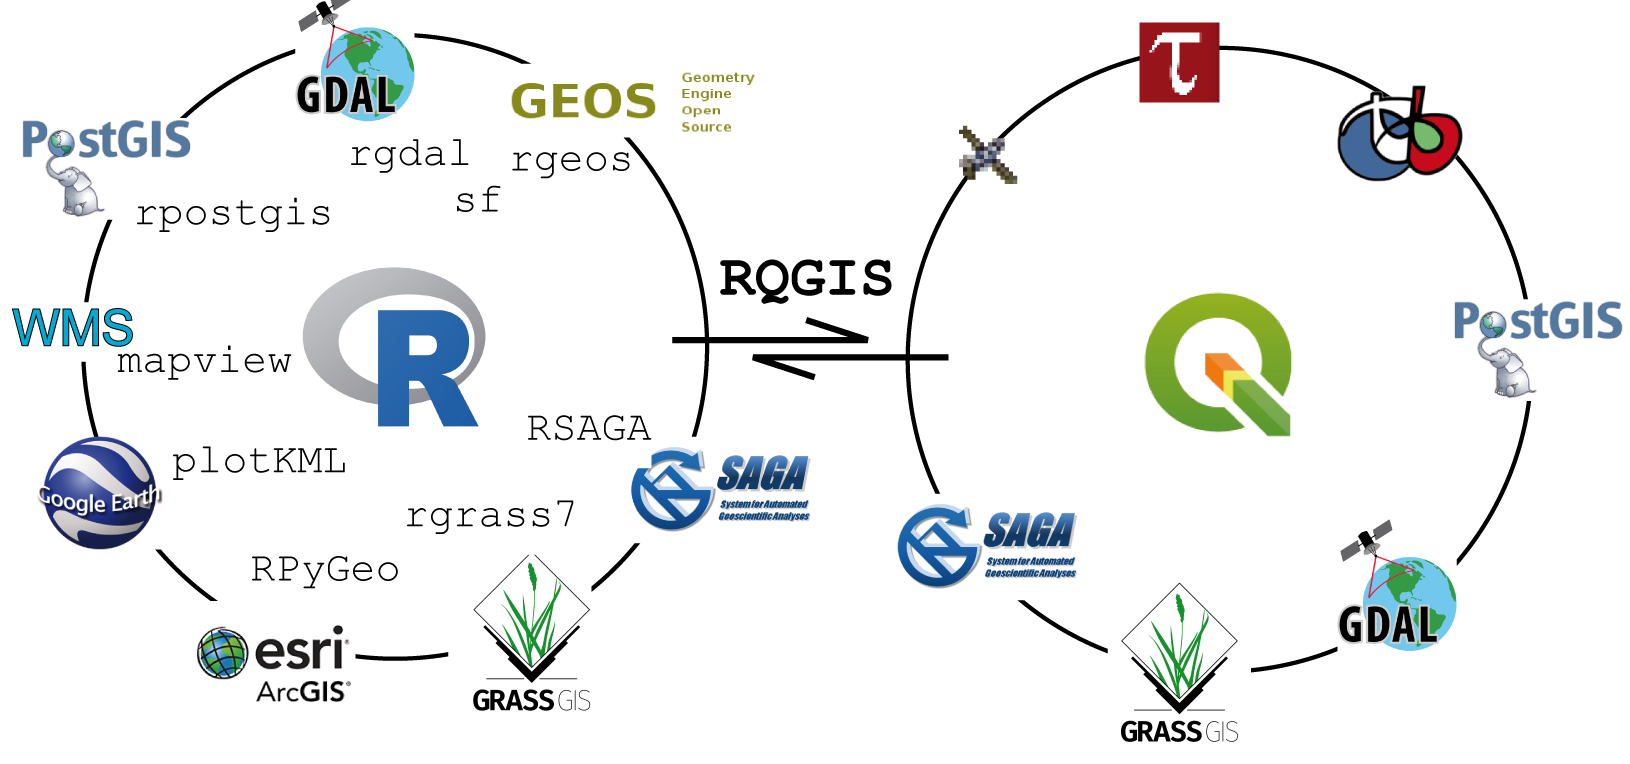 GDAL
GEOS
Geometry
Engine
Open
Source
PostGIS
rgdal
rgeos
sf
rpostgis
WMS
mapview
R
Google Earth
plotKML
RSAGA
SAGA
System for Automated
Geoscientific Analyses
rgrass7
RPyGeo
esri
ArcGIS®
GRASS GIS
RQGIS
τ
otb
PostGIS
Q
SAGA
System for Automated
Geoscientific Analyses
GDAL
GRASS GIS